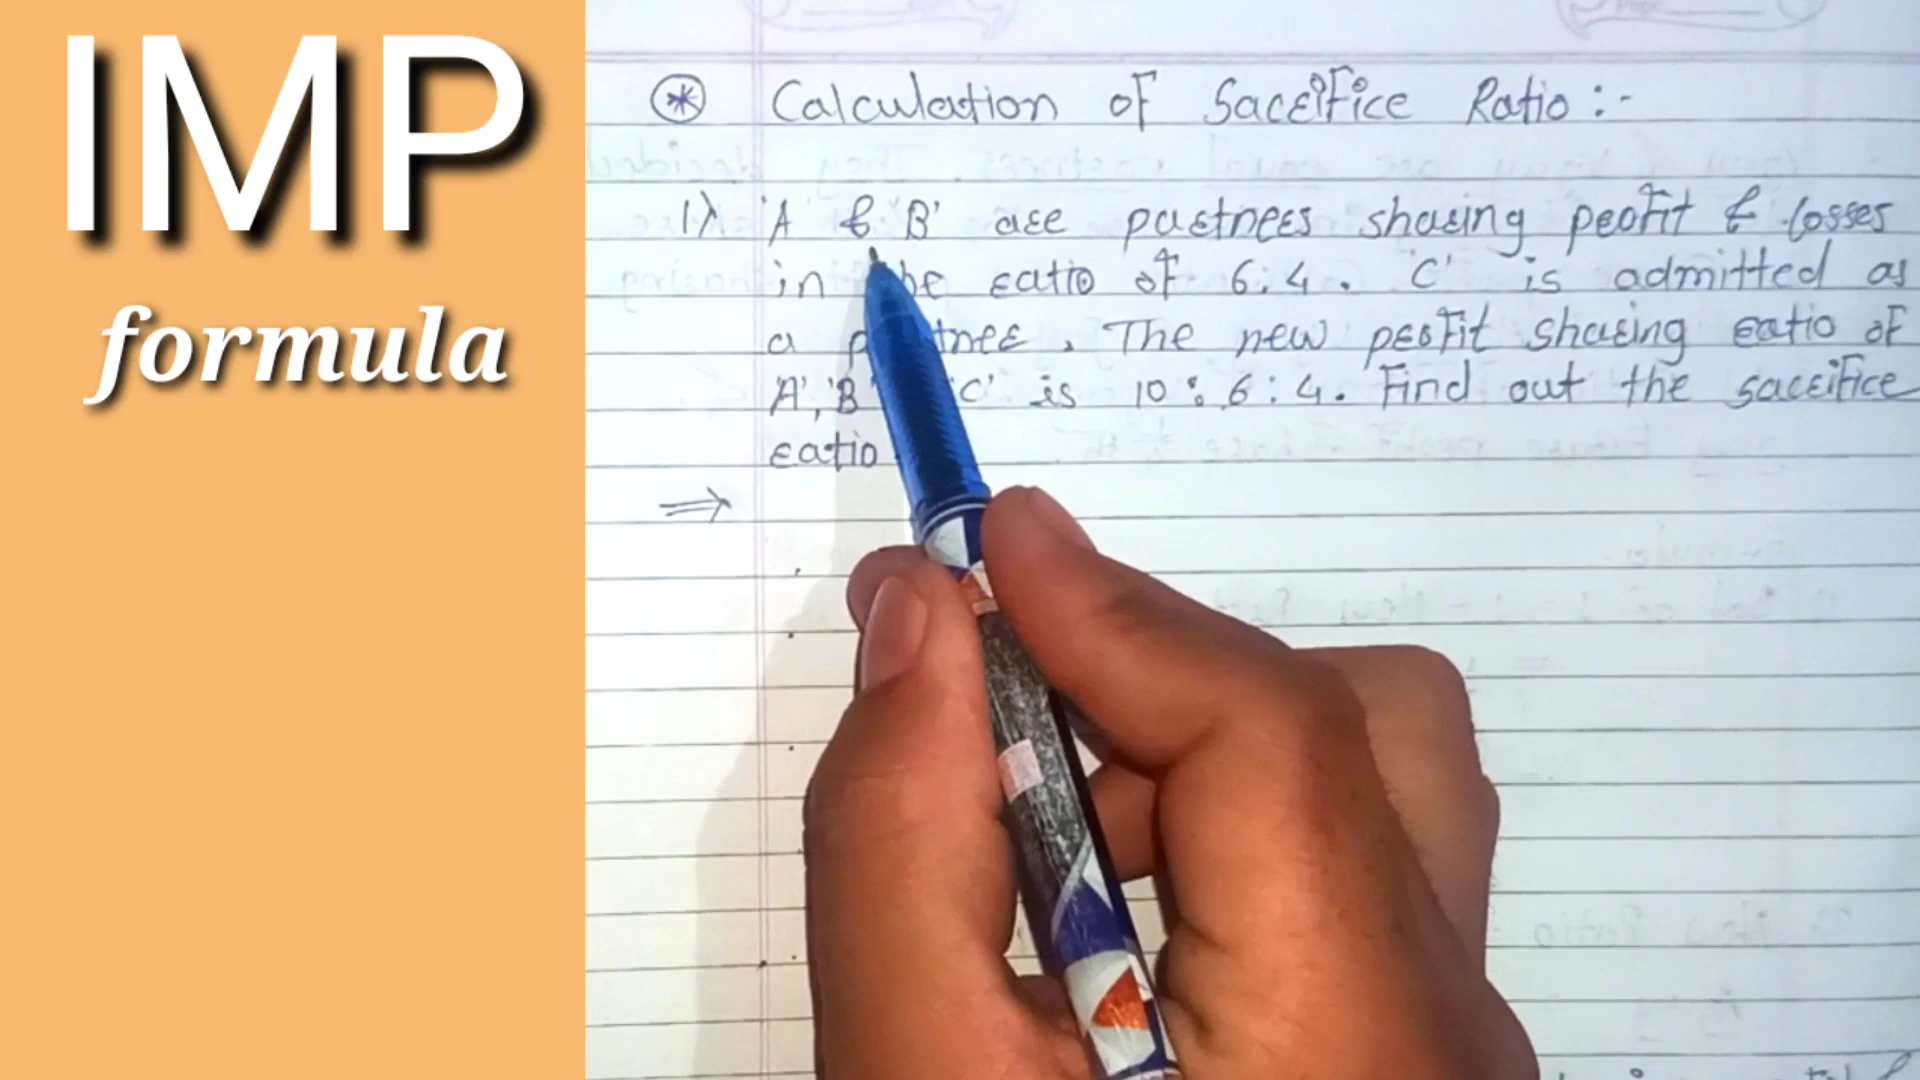 IMP
formula
* Calculation of Sacrifice Ratio :-
1) 'A' & 'B' are partners sharing profit & losses
in the ratio of 6:4. 'C' is admitted as
a partner. The new profit sharing ratio of
'A', 'B' 'C' is 10:6:4. Find out the sacrifice
ratio
⇒